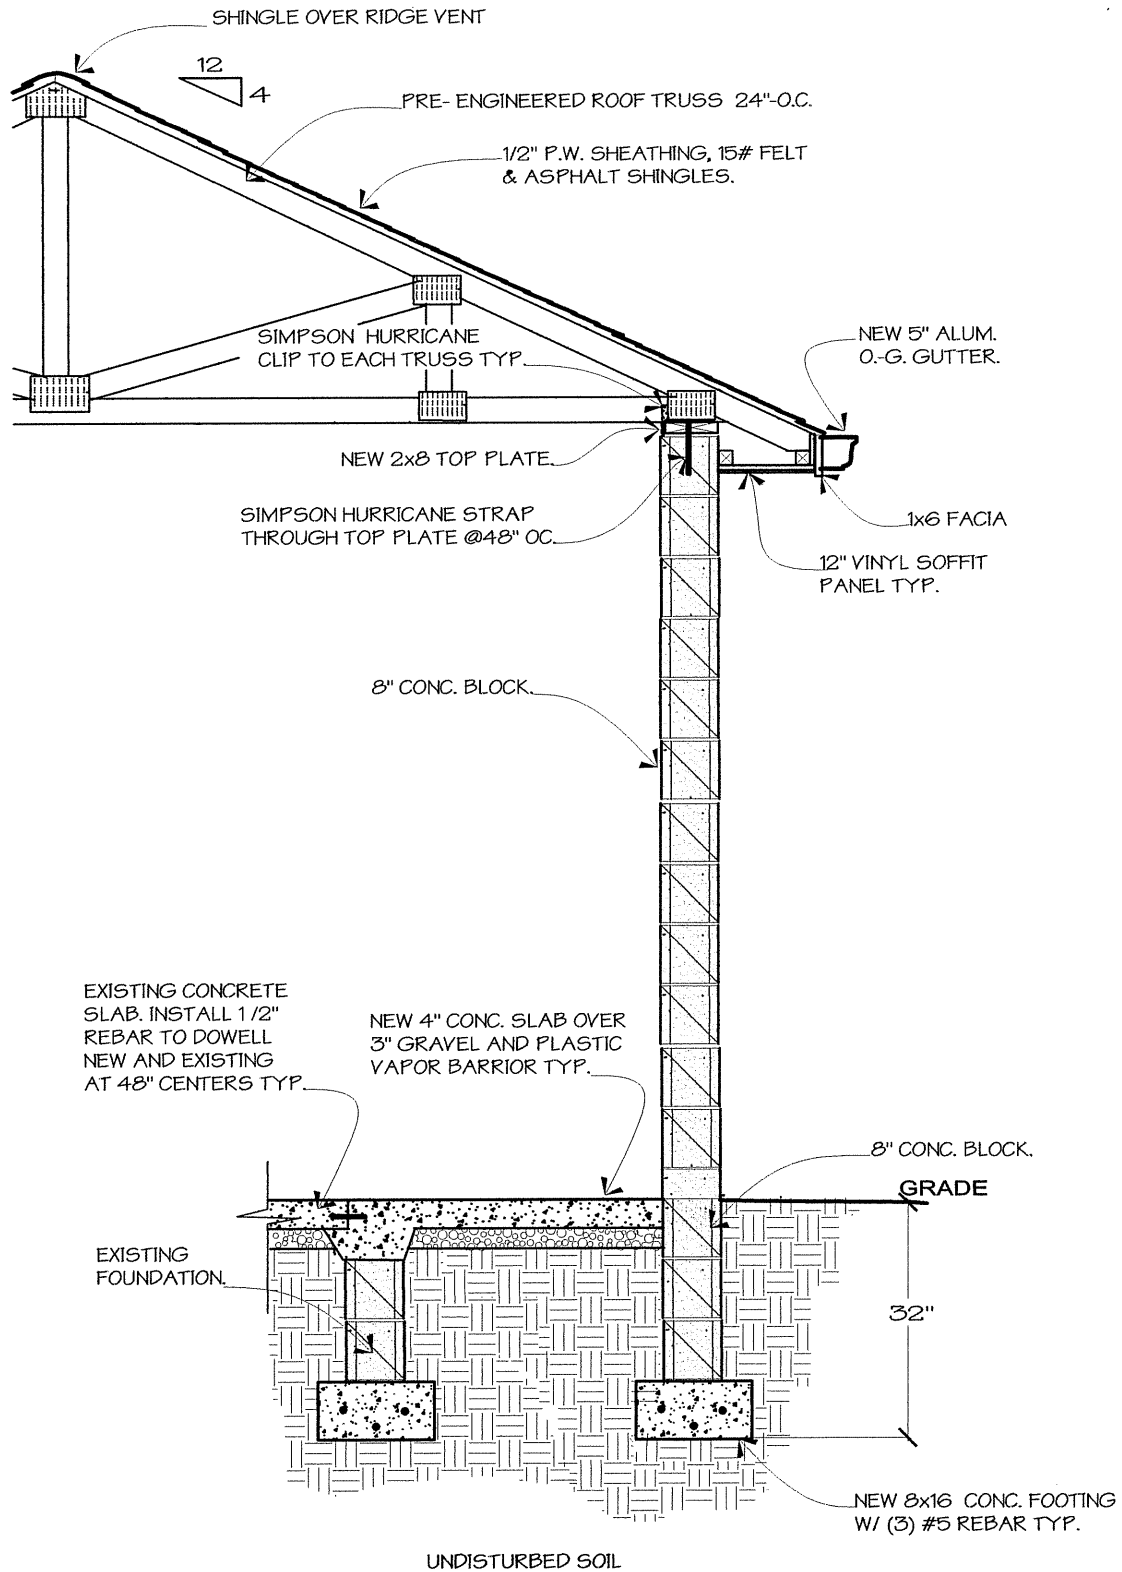 SHINGLE OVER RIDGE VENT
12
4
PRE- ENGINEERED ROOF TRUSS 24"-O.C.
1/2" P.W. SHEATHING, 15# FELT
& ASPHALT SHINGLES.
SIMPSON HURRICANE
CLIP TO EACH TRUSS TYP.
NEW 5" ALUM.
O.-G. GUTTER.
NEW 2x8 TOP PLATE.
SIMPSON HURRICANE STRAP
THROUGH TOP PLATE @48" OC.
1x6 FACIA
12" VINYL SOFFIT
PANEL TYP.
8" CONC. BLOCK.
EXISTING CONCRETE
SLAB. INSTALL 1/2"
REBAR TO DOWELL
NEW AND EXISTING
AT 48" CENTERS TYP.
NEW 4" CONC. SLAB OVER
3" GRAVEL AND PLASTIC
VAPOR BARRIOR TYP.
8" CONC. BLOCK.
GRADE
EXISTING
FOUNDATION.
32"
NEW 8x16 CONC. FOOTING
W/ (3) #5 REBAR TYP.
UNDISTURBED SOIL